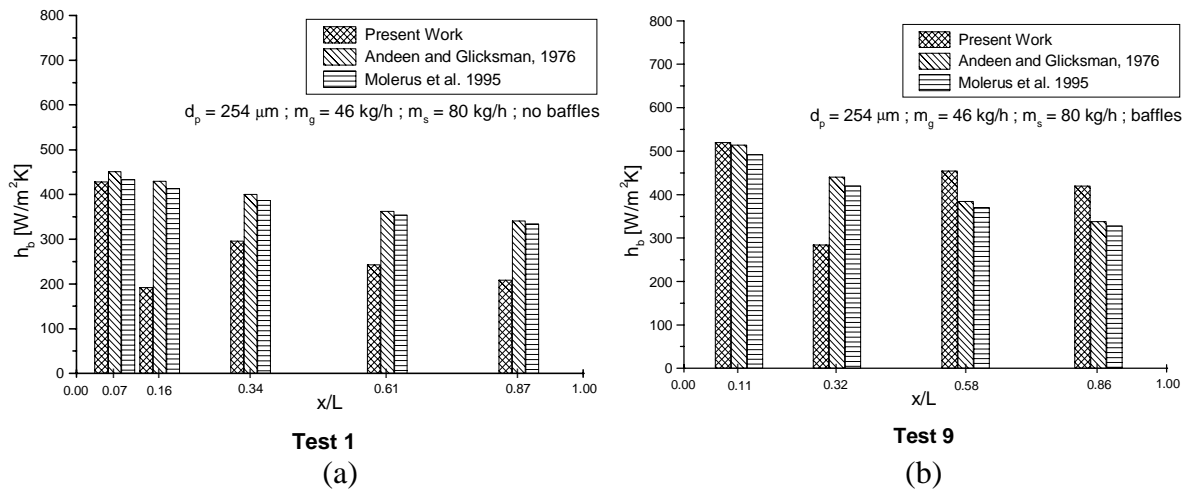 800
700
600
500
400
300
200
100
0
h_b [W/m²K]
Present Work
Andeen and Glicksman, 1976
Molerus et al. 1995
d_p = 254 μm ; m_g = 46 kg/h ; m_s = 80 kg/h ; no baffles
0.00 0.07 0.16 0.34 0.61 0.87 1.00
x/L
Test 1
(a)
800
700
600
500
400
300
200
100
0
h_b [W/m²K]
Present Work
Andeen and Glicksman, 1976
Molerus et al. 1995
d_p = 254 μm ; m_g = 46 kg/h ; m_s = 80 kg/h ; baffles
0.00 0.11 0.32 0.58 0.86 1.00
x/L
Test 9
(b)